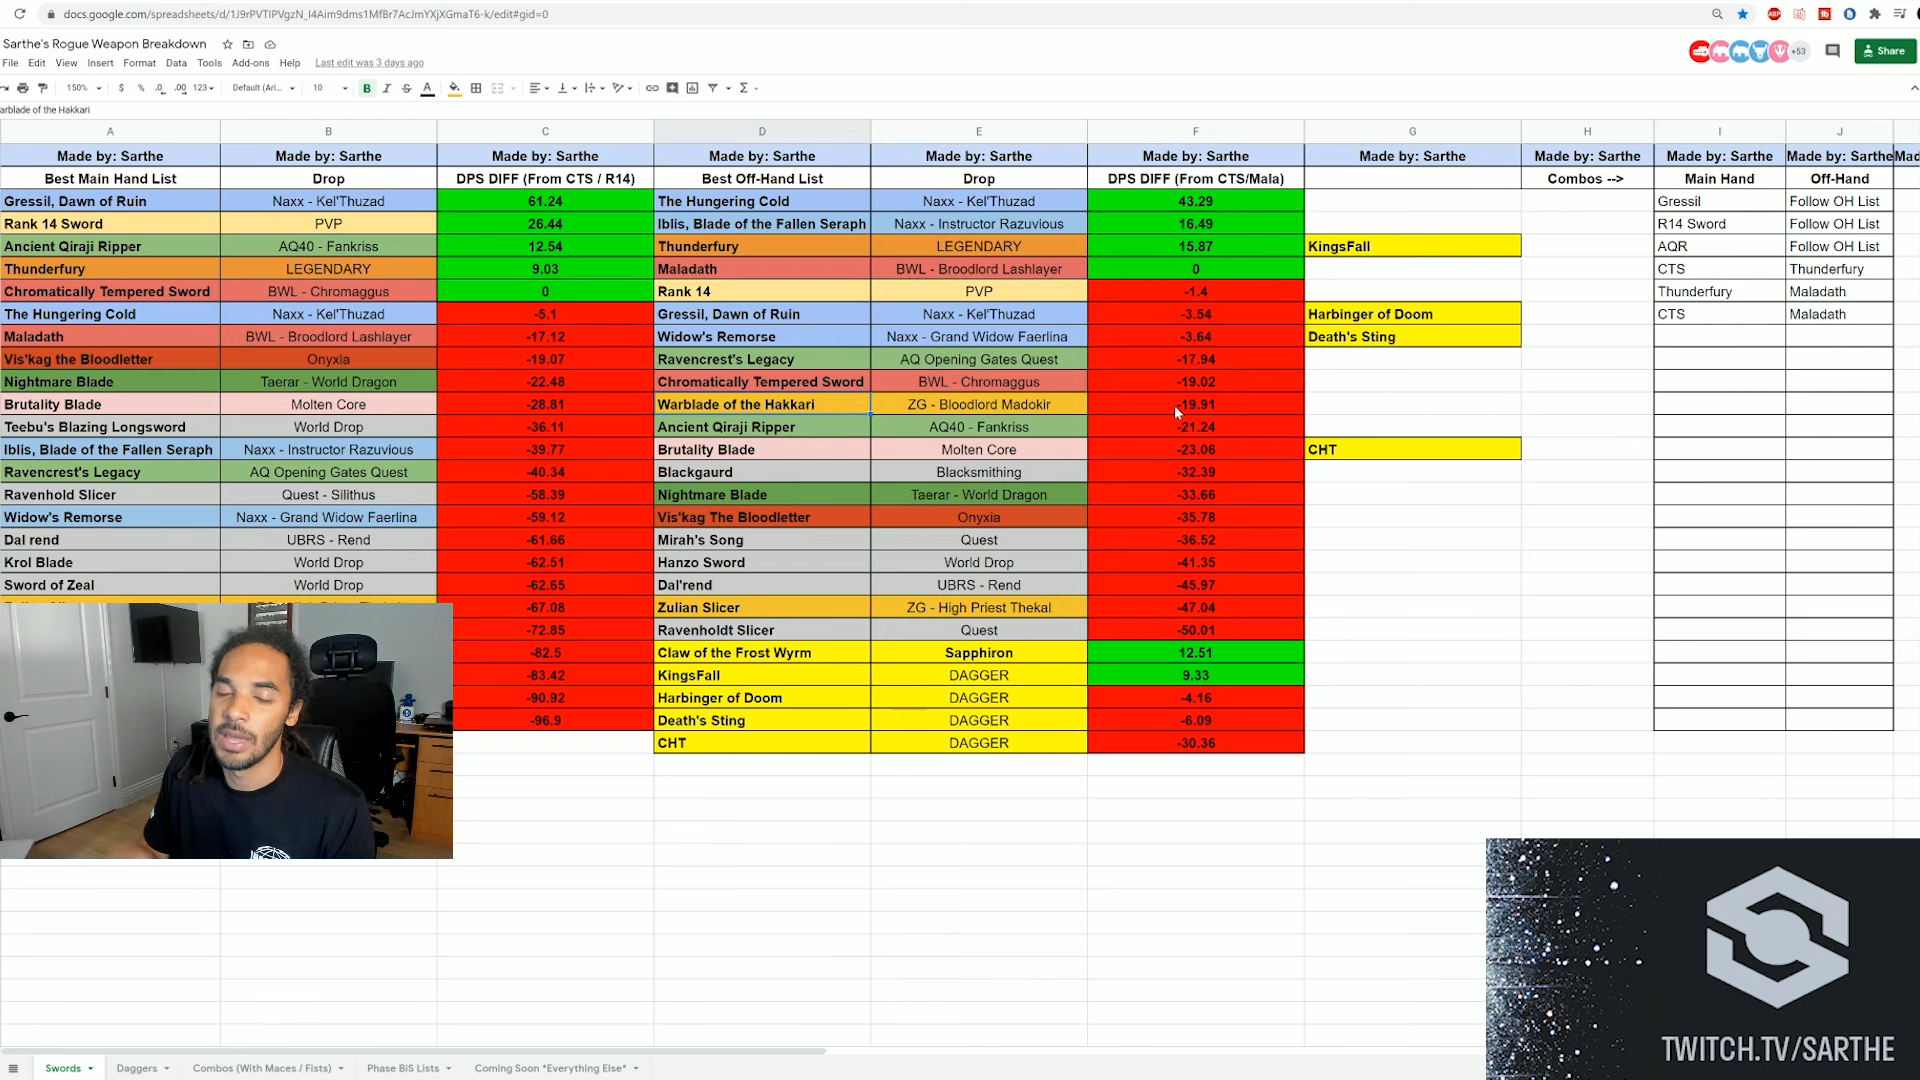 docs.google.com/spreadsheets/d/1J9rPVTlPVgzN_l4Aim9dms1MfBr7AcJmYXjXGmaT6-k/edit#gid=0
Sarthe's Rogue Weapon Breakdown
File Edit View Insert Format Data Tools Add-ons Help Last edit was 3 days ago
+53
Share
150% $ % .0 .00 123 Default (Ari... 10 B I S A
arblade of the Hakkari
A B C D E F G H I J
Made by: Sarthe Made by: Sarthe Made by: Sarthe Made by: Sarthe Made by: Sarthe Made by: Sarthe Made by: Sarthe Made by: Sarthe Made by: Sarthe Made by: Sarthe Mad
Best Main Hand List Drop DPS DIFF (From CTS / R14) Best Off-Hand List Drop DPS DIFF (From CTS/Mala) Combos --> Main Hand Off-Hand
Gressil, Dawn of Ruin Naxx - Kel'Thuzad 61.24 The Hungering Cold Naxx - Kel'Thuzad 43.29 Gressil Follow OH List
Rank 14 Sword PVP 26.44 Iblis, Blade of the Fallen Seraph Naxx - Instructor Razuvious 16.49 R14 Sword Follow OH List
Ancient Qiraji Ripper AQ40 - Fankriss 12.54 Thunderfury LEGENDARY 15.87 KingsFall AQR Follow OH List
Thunderfury LEGENDARY 9.03 Maladath BWL - Broodlord Lashlayer 0 CTS Thunderfury
Chromatically Tempered Sword BWL - Chromaggus 0 Rank 14 PVP -1.4 Thunderfury Maladath
The Hungering Cold Naxx - Kel'Thuzad -5.1 Gressil, Dawn of Ruin Naxx - Kel'Thuzad -3.54 Harbinger of Doom CTS Maladath
Maladath BWL - Broodlord Lashlayer -17.12 Widow's Remorse Naxx - Grand Widow Faerlina -3.64 Death's Sting
Vis'kag the Bloodletter Onyxia -19.07 Ravencrest's Legacy AQ Opening Gates Quest -17.94
Nightmare Blade Taerar - World Dragon -22.48 Chromatically Tempered Sword BWL - Chromaggus -19.02
Brutality Blade Molten Core -28.81 Warblade of the Hakkari ZG - Bloodlord Madokir -19.91
Teebu's Blazing Longsword World Drop -36.11 Ancient Qiraji Ripper AQ40 - Fankriss -21.24
Iblis, Blade of the Fallen Seraph Naxx - Instructor Razuvious -39.77 Brutality Blade Molten Core -23.06 CHT
Ravencrest's Legacy AQ Opening Gates Quest -40.34 Blackgaurd Blacksmithing -32.39
Ravenhold Slicer Quest - Silithus -58.39 Nightmare Blade Taerar - World Dragon -33.66
Widow's Remorse Naxx - Grand Widow Faerlina -59.12 Vis'kag The Bloodletter Onyxia -35.78
Dal rend UBRS - Rend -61.66 Mirah's Song Quest -36.52
Krol Blade World Drop -62.51 Hanzo Sword World Drop -41.35
Sword of Zeal World Drop -62.65 Dal'rend UBRS - Rend -45.97
-67.08 Zulian Slicer ZG - High Priest Thekal -47.04
-72.85 Ravenholdt Slicer Quest -50.01
-82.5 Claw of the Frost Wyrm Sapphiron 12.51
-83.42 KingsFall DAGGER 9.33
-90.92 Harbinger of Doom DAGGER -4.16
-96.9 Death's Sting DAGGER -6.09
CHT DAGGER -30.36
TWITCH.TV/SARTHE
Swords Daggers Combos (With Maces / Fists) Phase BiS Lists Coming Soon *Everything Else*